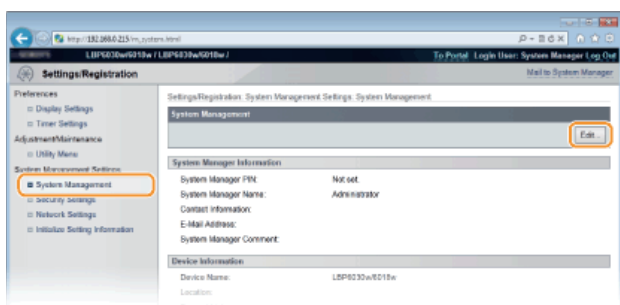 http://192.168.0.215/m_system.html
LBP6030w/6018w / LBP6030w/6018w /
To Portal Login User: System Manager Log Out
Settings/Registration
Mail to System Manager
Preferences
Display Settings
Timer Settings
Adjustment/Maintenance
Utility Menu
System Management Settings
System Management
Security Settings
Network Settings
Initialize Setting Information
Settings/Registration: System Management Settings: System Management
System Management
Edit...
System Manager Information
System Manager PIN: Not set.
System Manager Name: Administrator
Contact Information:
E-Mail Address:
System Manager Comment:
Device Information
Device Name: LBP6030w/6018w
Location: